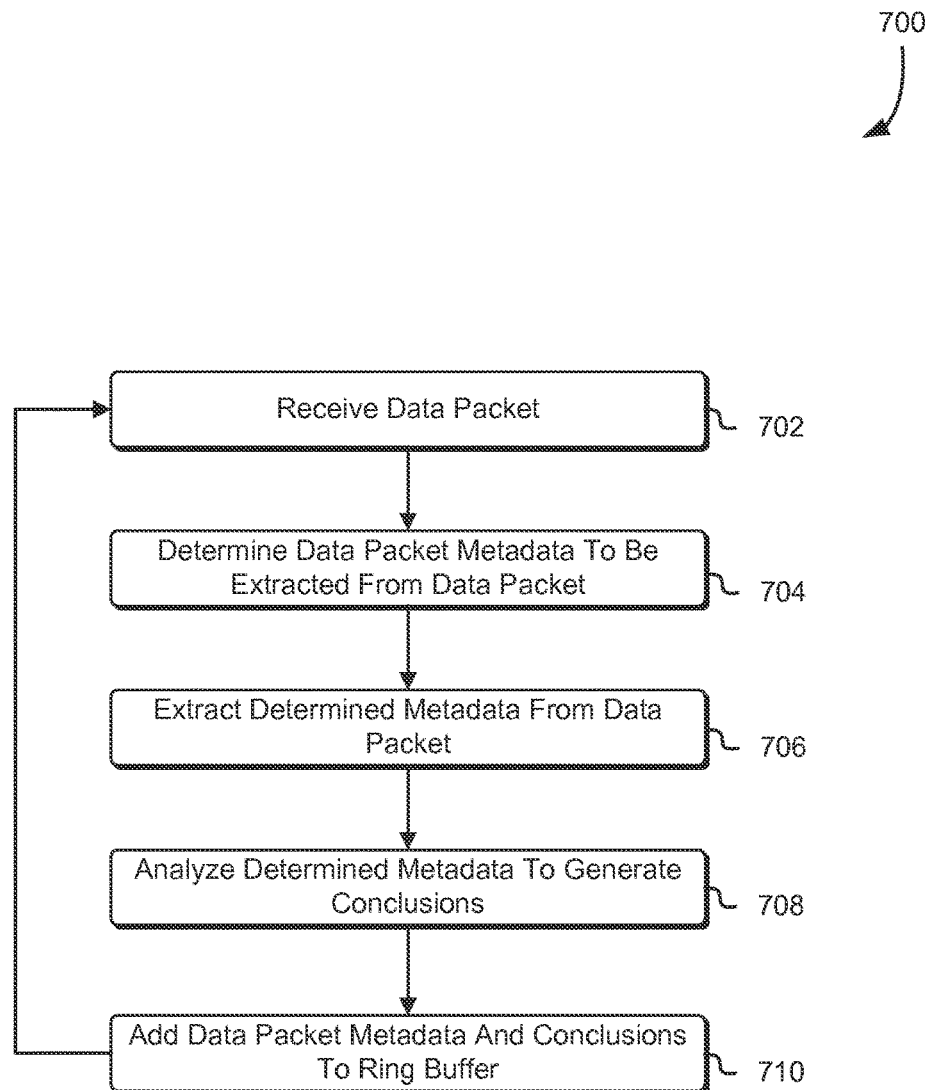 700
Receive Data Packet
702
Determine Data Packet Metadata To Be
Extracted From Data Packet
704
Extract Determined Metadata From Data
Packet
706
Analyze Determined Metadata To Generate
Conclusions
708
Add Data Packet Metadata And Conclusions
To Ring Buffer
710